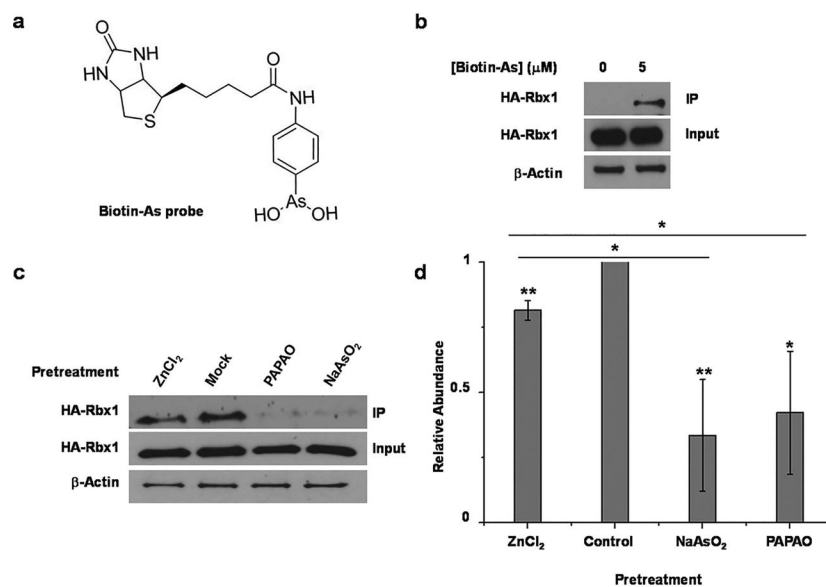 a
O
HN
NH
S
O
NH
As
HO
OH
Biotin-As probe
b
[Biotin-As] (μM) 0 5
HA-Rbx1 IP
HA-Rbx1 Input
β-Actin
c
Pretreatment ZnCl₂ Mock PAPAO NaAsO₂
HA-Rbx1 IP
HA-Rbx1 Input
β-Actin
d
*
*
1
**
**
*
0.5
0
Relative Abundance
ZnCl₂ Control NaAsO₂ PAPAO
Pretreatment